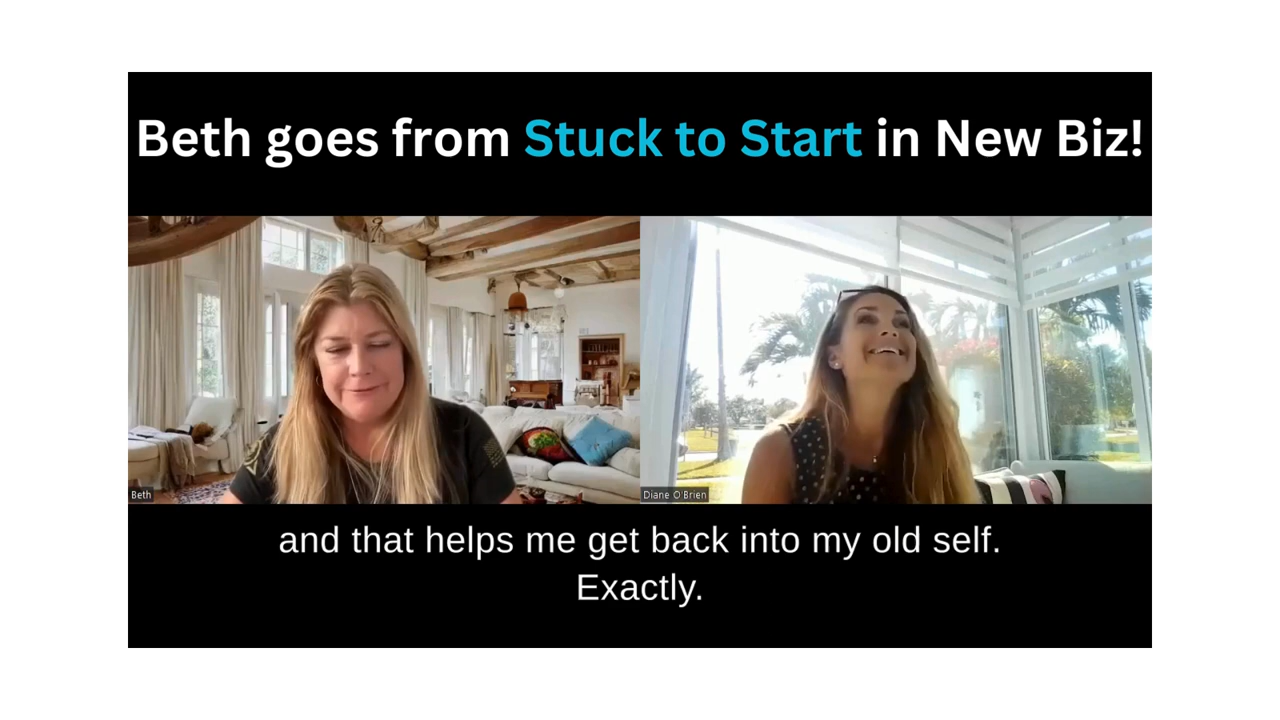 Beth goes from Stuck to Start in New Biz!
Beth
Diane O'Brien
and that helps me get back into my old self.
Exactly.